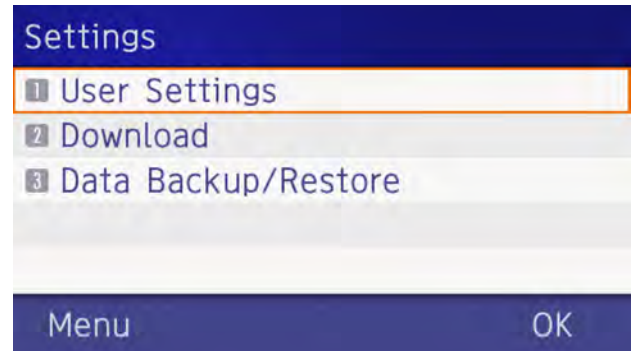 Settings
1 User Settings
2 Download
3 Data Backup/Restore
Menu OK